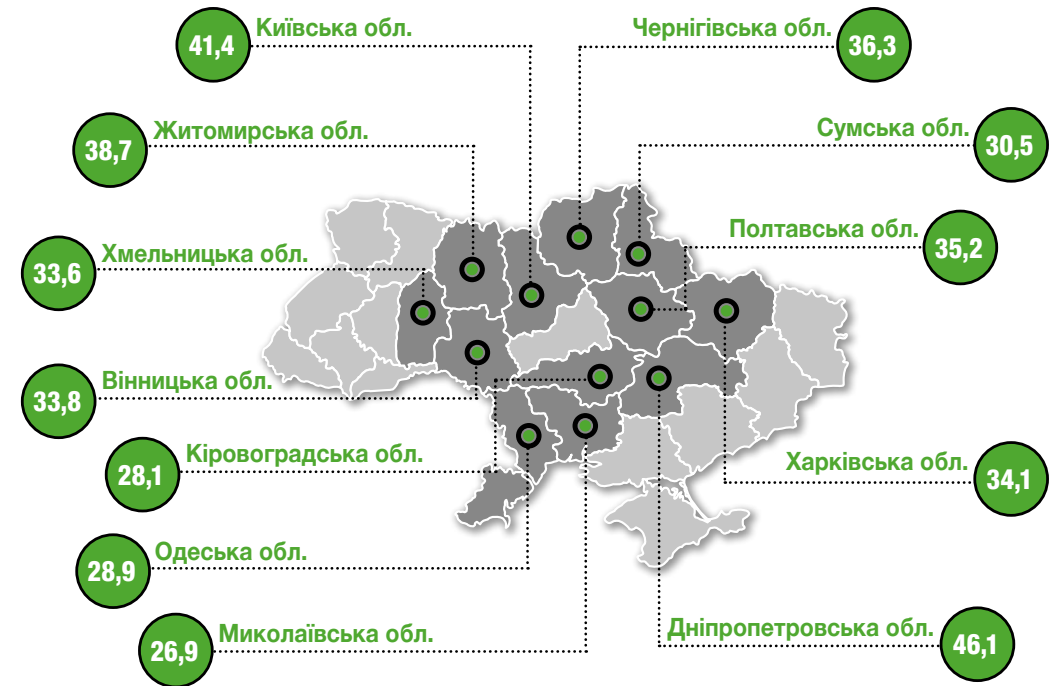 41,4
Київська обл.
Чернігівська обл.
36,3
38,7
Житомирська обл.
Сумська обл.
30,5
33,6
Хмельницька обл.
Полтавська обл.
35,2
33,8
Вінницька обл.
28,1
Кіровоградська обл.
Харківська обл.
34,1
28,9
Одеська обл.
26,9
Миколаївська обл.
Дніпропетровська обл.
46,1